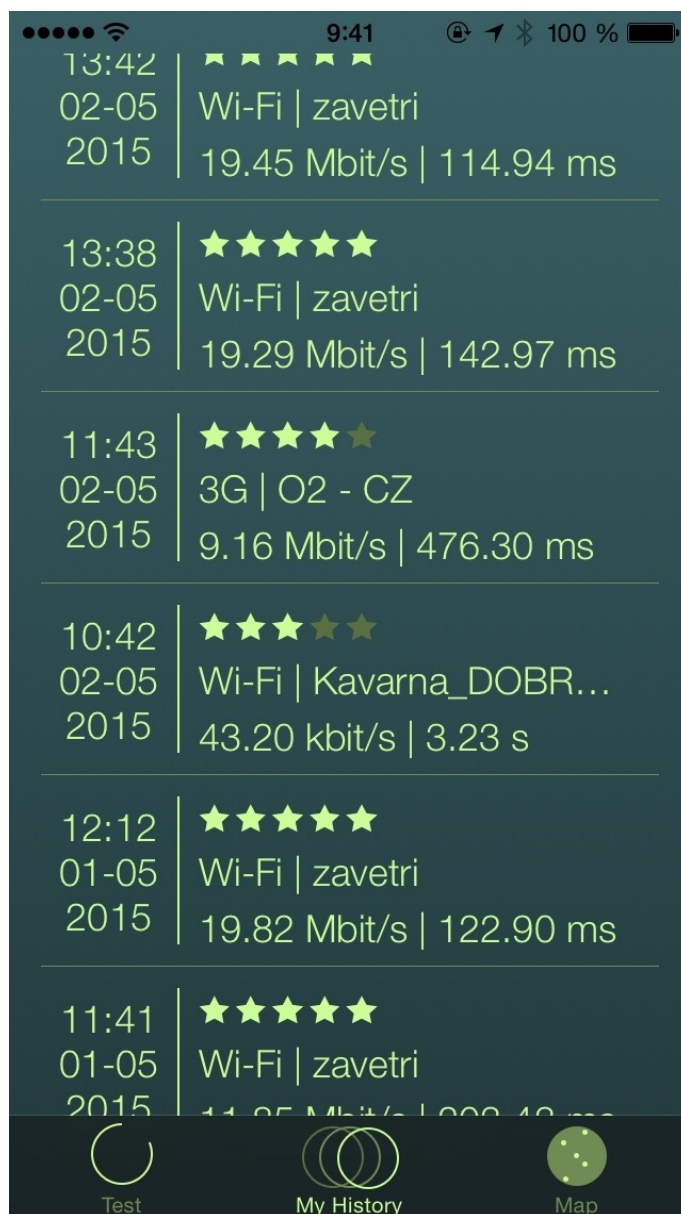 9:41 100 %
13:42
02-05
2015
Wi-Fi | zavetri
19.45 Mbit/s | 114.94 ms
13:38
02-05
2015
Wi-Fi | zavetri
19.29 Mbit/s | 142.97 ms
11:43
02-05
2015
3G | O2 - CZ
9.16 Mbit/s | 476.30 ms
10:42
02-05
2015
Wi-Fi | Kavarna_DOBR...
43.20 kbit/s | 3.23 s
12:12
01-05
2015
Wi-Fi | zavetri
19.82 Mbit/s | 122.90 ms
11:41
01-05
2015
Wi-Fi | zavetri
Mbit/s |
Test
My History
Map